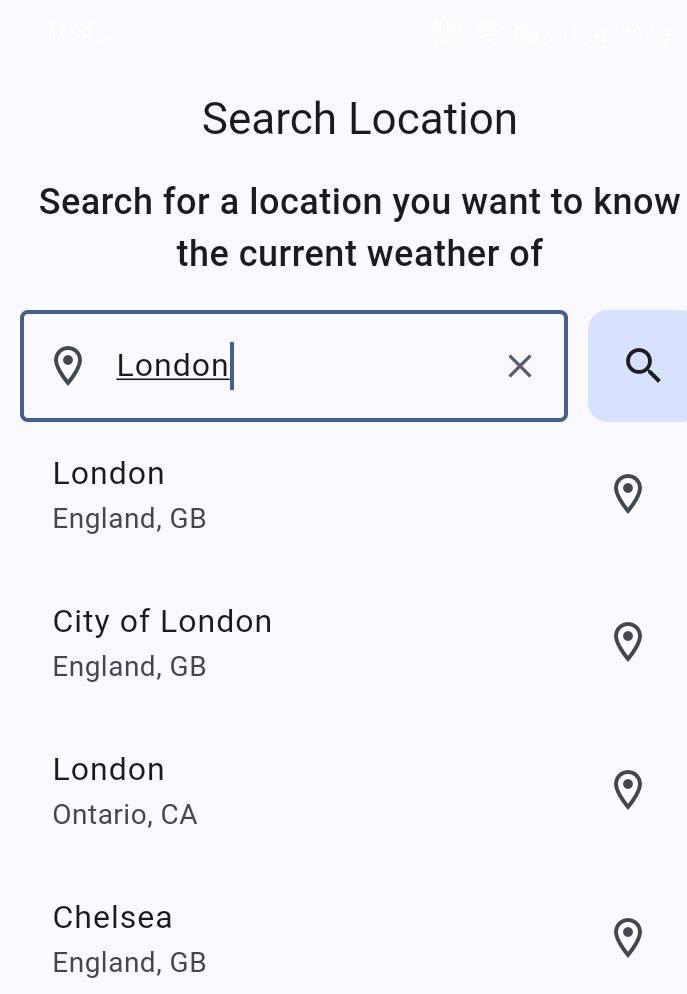 10:42
44%
Search Location
Search for a location you want to know
the current weather of
London
London
England, GB
City of London
England, GB
London
Ontario, CA
Chelsea
England, GB